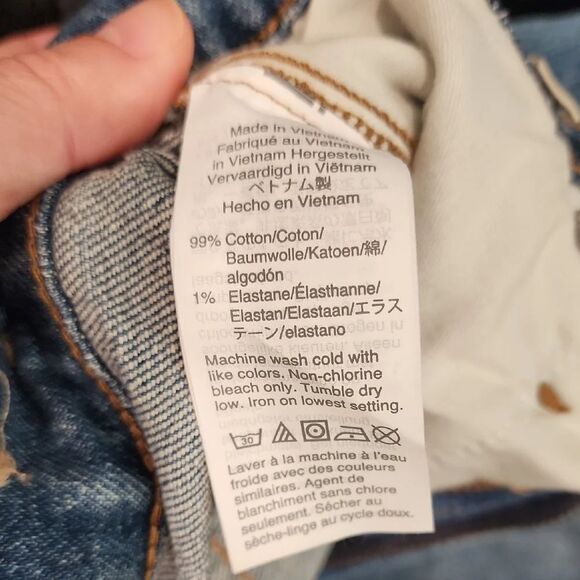 Made in Vietnam
Fabriqué au Vietnam
in Vietnam Hergestellt
Vervaardigd in Viëtnam
ベトナム製
Hecho en Vietnam
99% Cotton/Coton/
Baumwolle/Katoen/綿/
algodón
1% Elastane/Élasthanne/
Elastan/Elastaan/エラス
テーン/elastano
Machine wash cold with
like colors. Non-chlorine
bleach only. Tumble dry
low. Iron on lowest setting.
30
Laver à la machine à l'eau
froide avec des couleurs
similaires. Agent de
blanchiment sans chlore
seulement. Sécher au
sèche-linge au cycle doux.